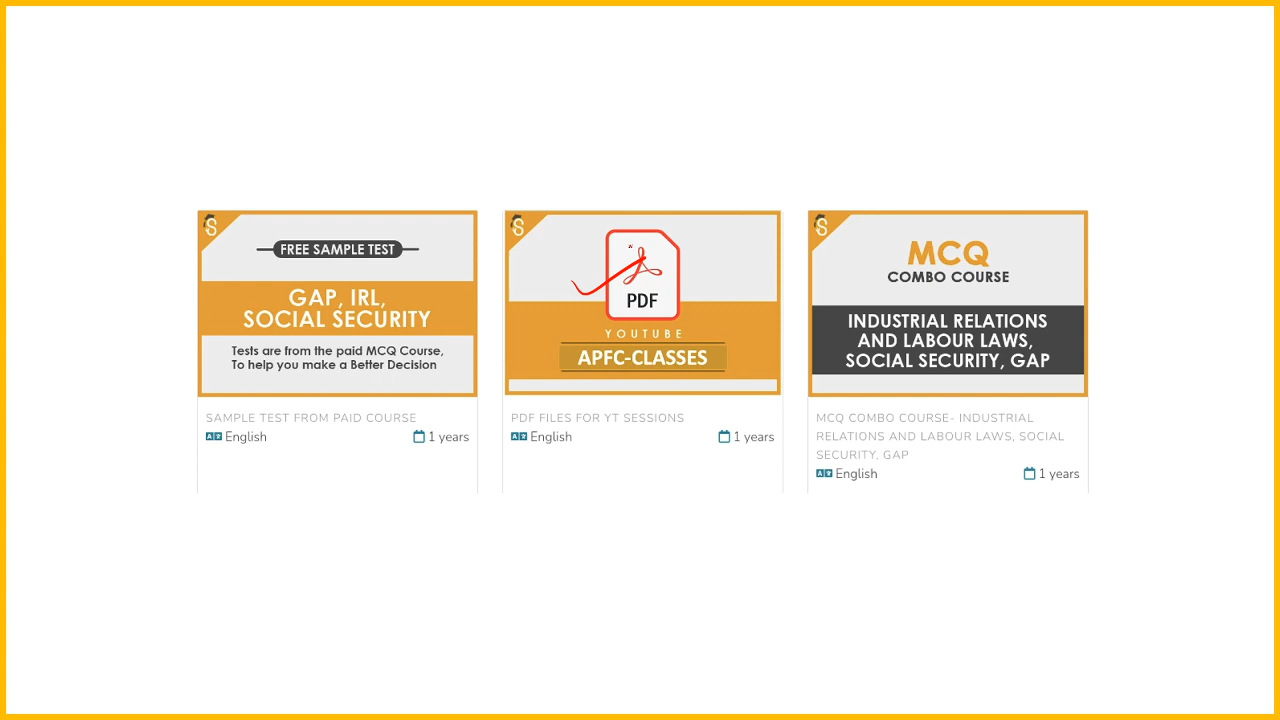 FREE SAMPLE TEST
GAP, IRL,
SOCIAL SECURITY
Tests are from the paid MCQ Course,
To help you make a Better Decision
SAMPLE TEST FROM PAID COURSE
English
1 years
PDF
YOUTUBE
APFC-CLASSES
PDF FILES FOR YT SESSIONS
English
1 years
MCQ
COMBO COURSE
INDUSTRIAL RELATIONS
AND LABOUR LAWS,
SOCIAL SECURITY, GAP
MCQ COMBO COURSE- INDUSTRIAL
RELATIONS AND LABOUR LAWS, SOCIAL
SECURITY, GAP
English
1 years